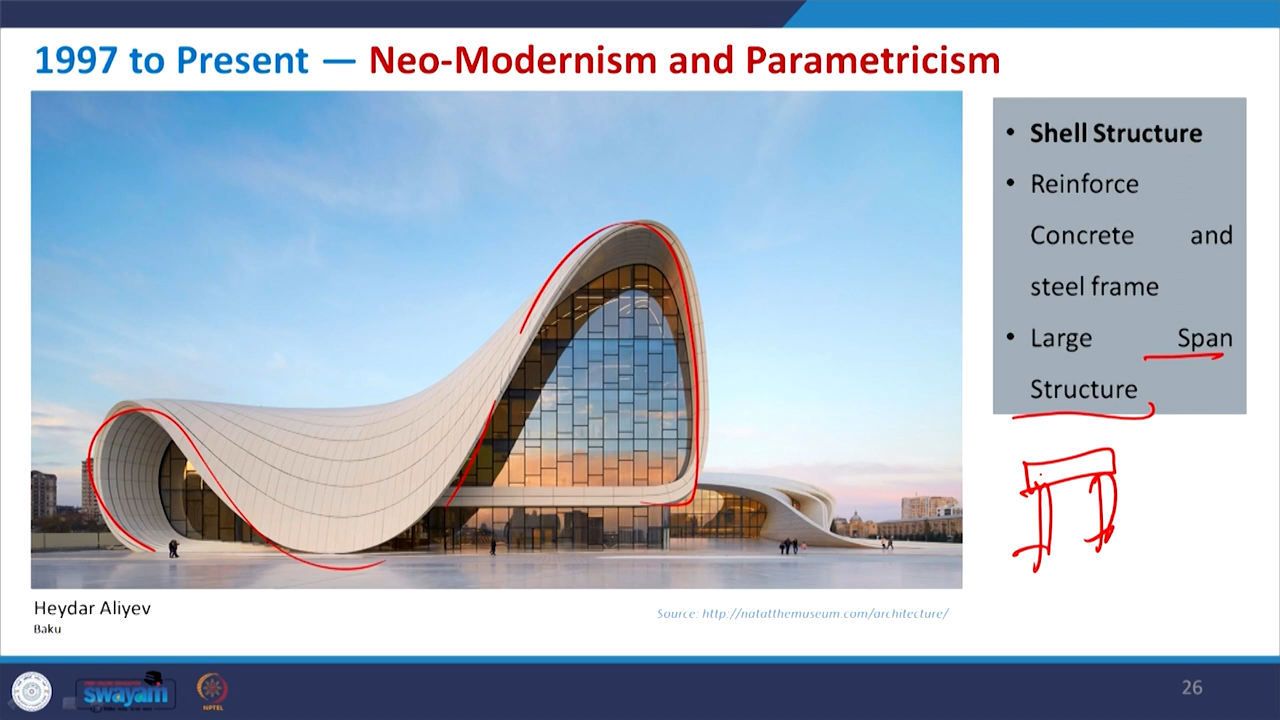 1997 to Present — Neo-Modernism and Parametricism
• Shell Structure
• Reinforce
Concrete and
steel frame
• Large Span
Structure
Heydar Aliyev
Baku
Source: http://natatthemuseum.com/architecture/
swayam
NPTEL
26